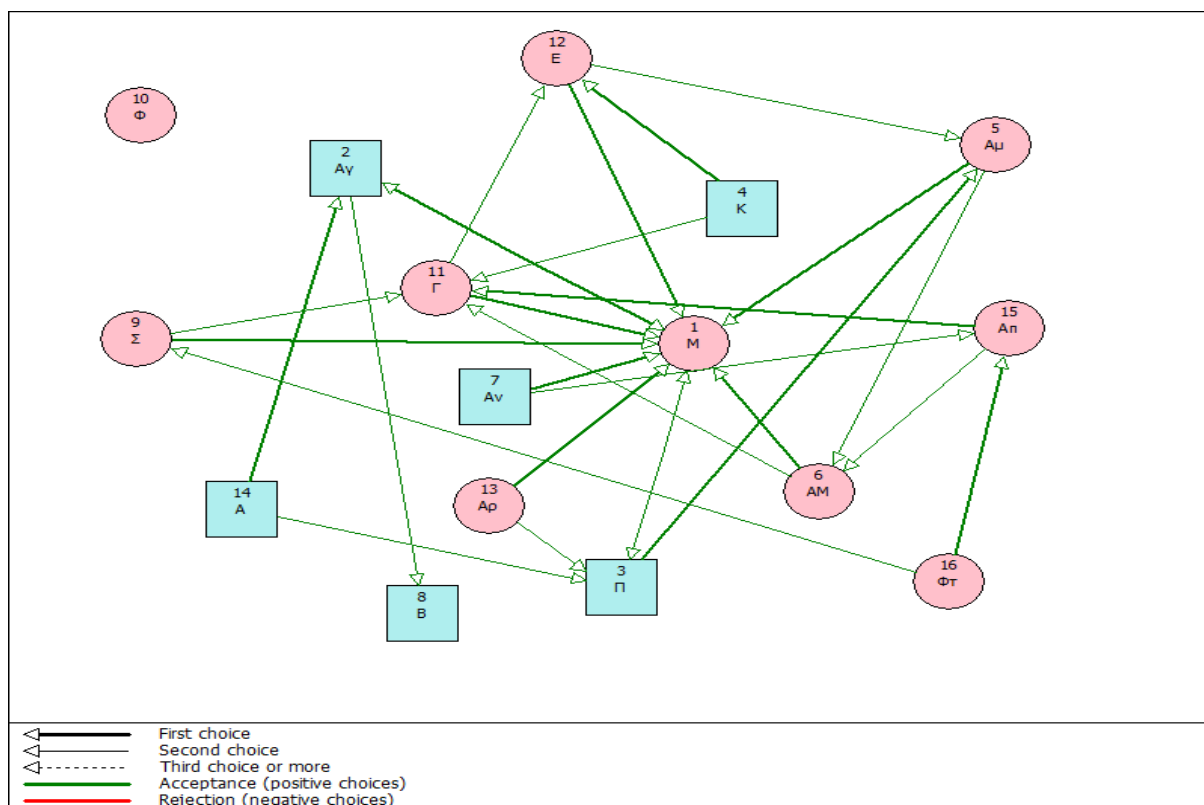 12
Ε
10
Φ
5
Αμ
2
Αγ
4
Κ
11
Γ
9
Σ
1
Μ
15
Απ
7
Αν
6
ΑΜ
14
Α
13
Αρ
3
Π
16
Φτ
8
Β
First choice
Second choice
Third choice or more
Acceptance (positive choices)
Rejection (negative choices)